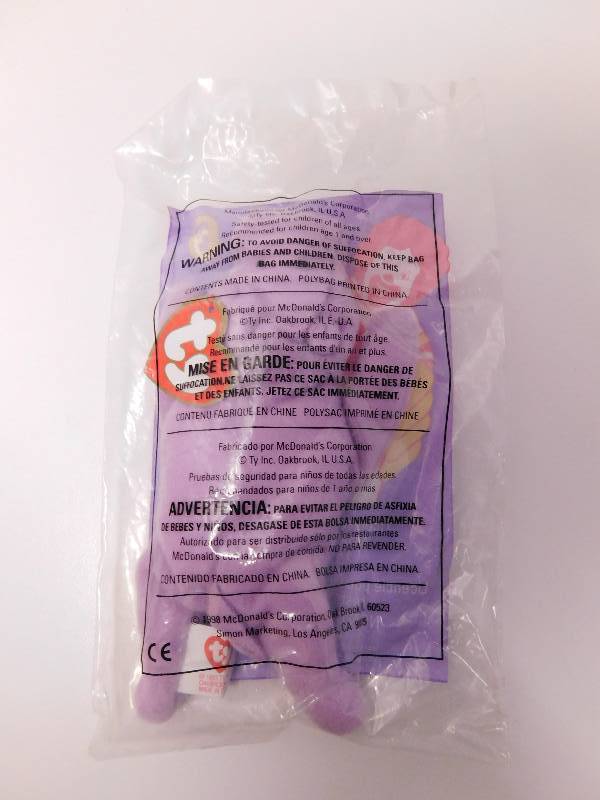 Manufactured for McDonald's Corporation
©Ty Inc. Oakbrook, IL U.S.A
Safety-tested for children of all ages.
Recommended for children age 1 and over
WARNING: TO AVOID DANGER OF SUFFOCATION, KEEP BAG
AWAY FROM BABIES AND CHILDREN. DISPOSE OF THIS
BAG IMMEDIATELY.
CONTENTS MADE IN CHINA. POLYBAG PRINTED IN CHINA.
Fabriqué pour McDonald's Corporation
©Ty Inc. Oakbrook, IL E.-U.A
Testé sans danger pour les enfants de tout âge.
Recommandé pour les enfants d'un an et plus.
MISE EN GARDE: POUR ÉVITER LE DANGER DE
SUFFOCATION.NE LAISSEZ PAS CE SAC À LA PORTÉE DES BÉBÉS
ET DES ENFANTS. JETEZ CE SAC IMMÉDIATEMENT.
CONTENU FABRIQUÉ EN CHINE POLYSAC IMPRIMÉ EN CHINE
ty
Fabricado por McDonald's Corporation
© Ty Inc. Oakbrook, IL U.S.A.
Pruebas de seguridad para niños de todas las edades.
Recomendados para niños de 1 año o más
ADVERTENCIA: PARA EVITAR EL PELIGRO DE ASFIXIA
DE BEBES Y NIÑOS, DESAGASE DE ESTA BOLSA INMEDIATAMENTE.
Autorizado para ser distribuido sólo por los restaurantes
McDonald's con la compra de comida. NO PARA REVENDER.
CONTENIDO FABRICADO EN CHINA. BOLSA IMPRESA EN CHINA.
© 1998 McDonald's Corporation, Oak Brook, IL 60523
Simon Marketing, Los Angeles, CA
CE
ty